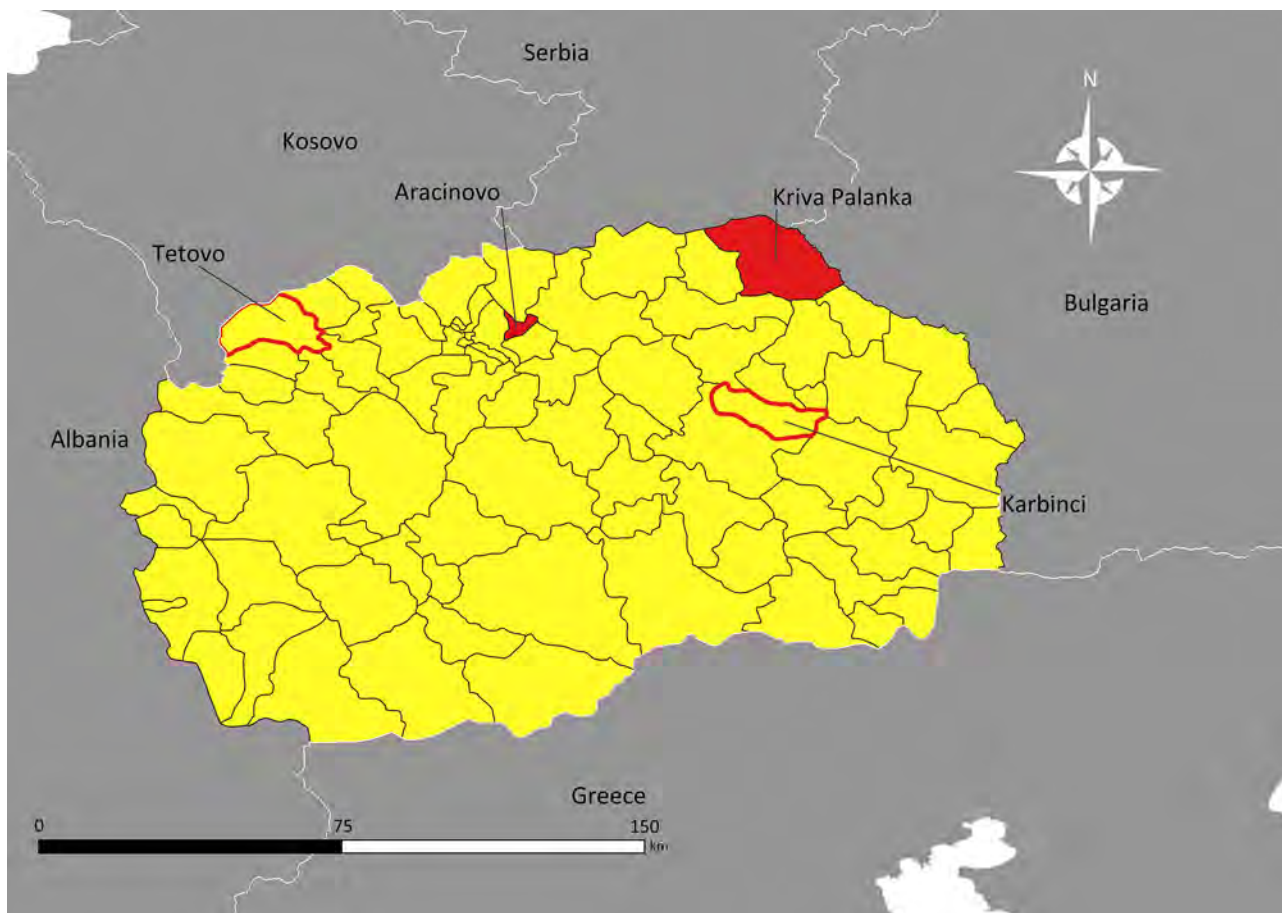 Serbia
N
Kosovo
Aracinovo
Kriva Palanka
Tetovo
Bulgaria
Albania
Karbinci
Greece
0 75 150
km